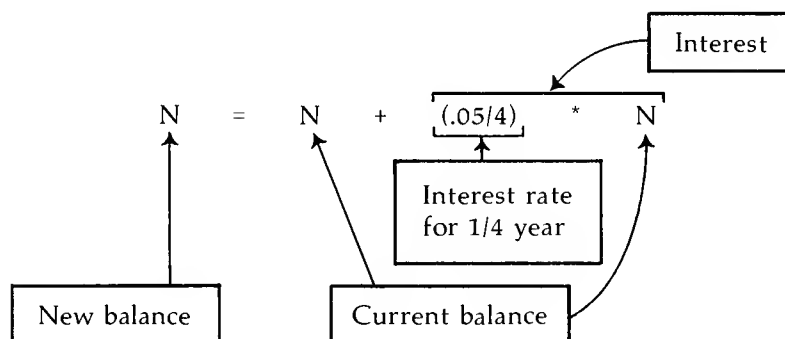 Interest
N = N + (.05/4) * N
Interest rate
for 1/4 year
New balance
Current balance